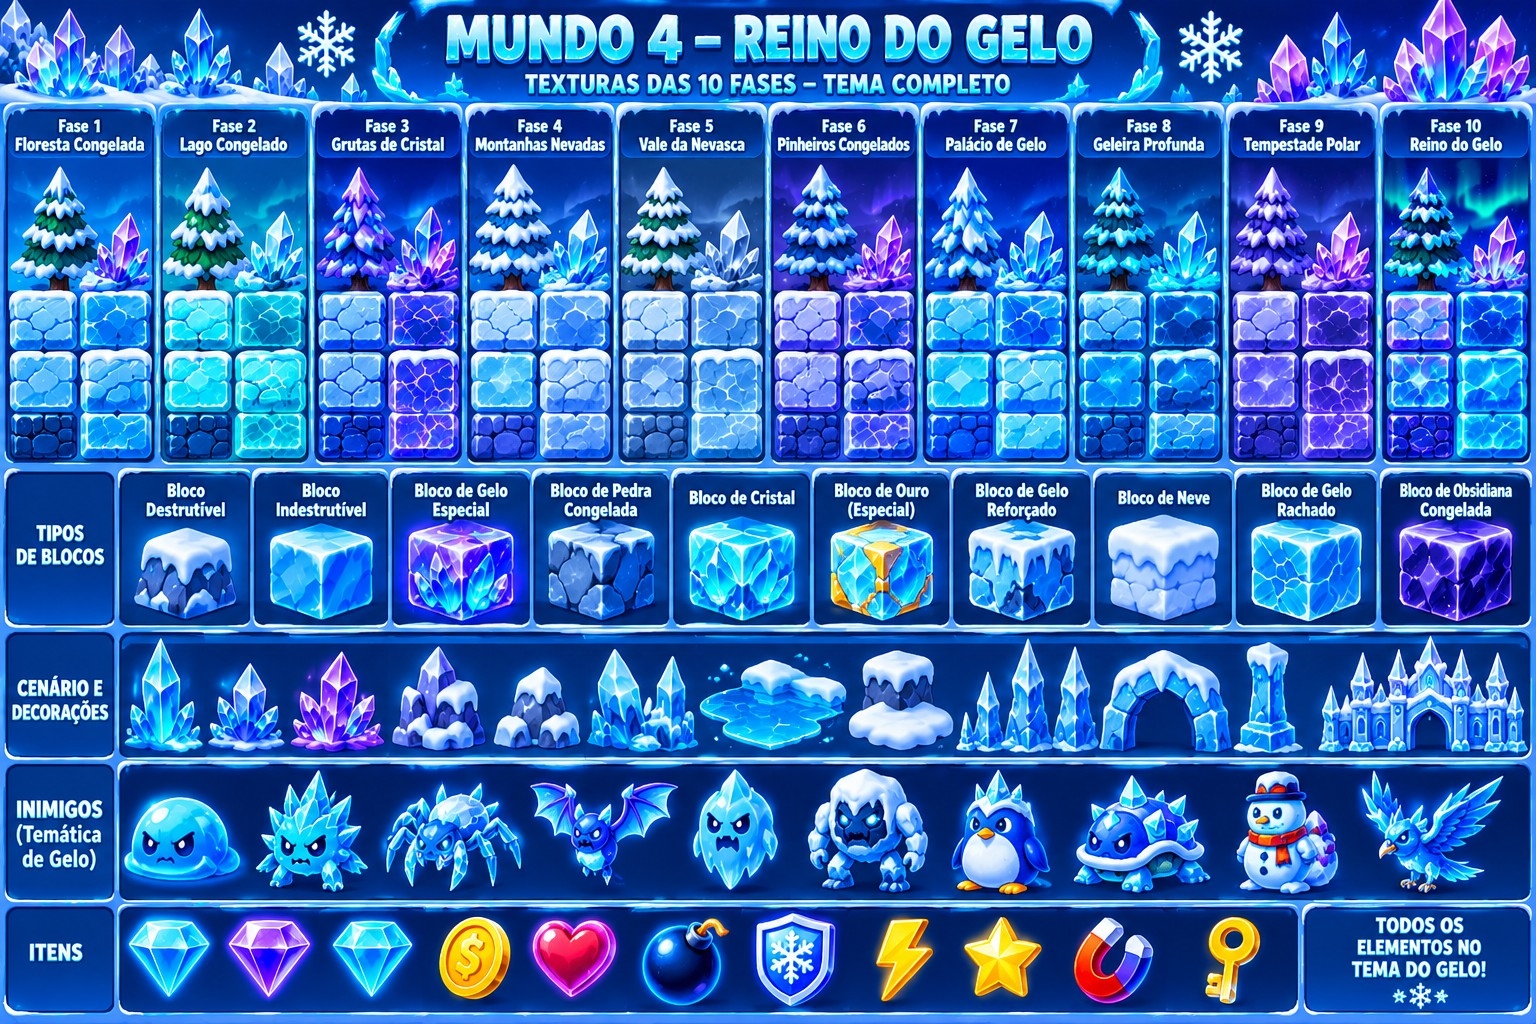 MUNDO 4 – REINO DO GELO
TEXTURAS DAS 10 FASES – TEMA COMPLETO
Fase 1
Floresta Congelada
Fase 2
Lago Congelado
Fase 3
Grutas de Cristal
Fase 4
Montanhas Nevadas
Fase 5
Vale da Nevasca
Fase 6
Pinheiros Congelados
Fase 7
Palácio de Gelo
Fase 8
Geleira Profunda
Fase 9
Tempestade Polar
Fase 10
Reino do Gelo
TIPOS
DE BLOCOS
Bloco
Destrutível
Bloco
Indestrutível
Bloco de Gelo
Especial
Bloco de Pedra
Congelada
Bloco de Cristal
Bloco de Ouro
(Especial)
Bloco de Gelo
Reforçado
Bloco de Neve
Bloco de Gelo
Rachado
Bloco de Obsidiana
Congelada
CENÁRIO E
DECORAÇÕES
INIMIGOS
(Temática
de Gelo)
ITENS
$
TODOS OS
ELEMENTOS NO
TEMA DO GELO!